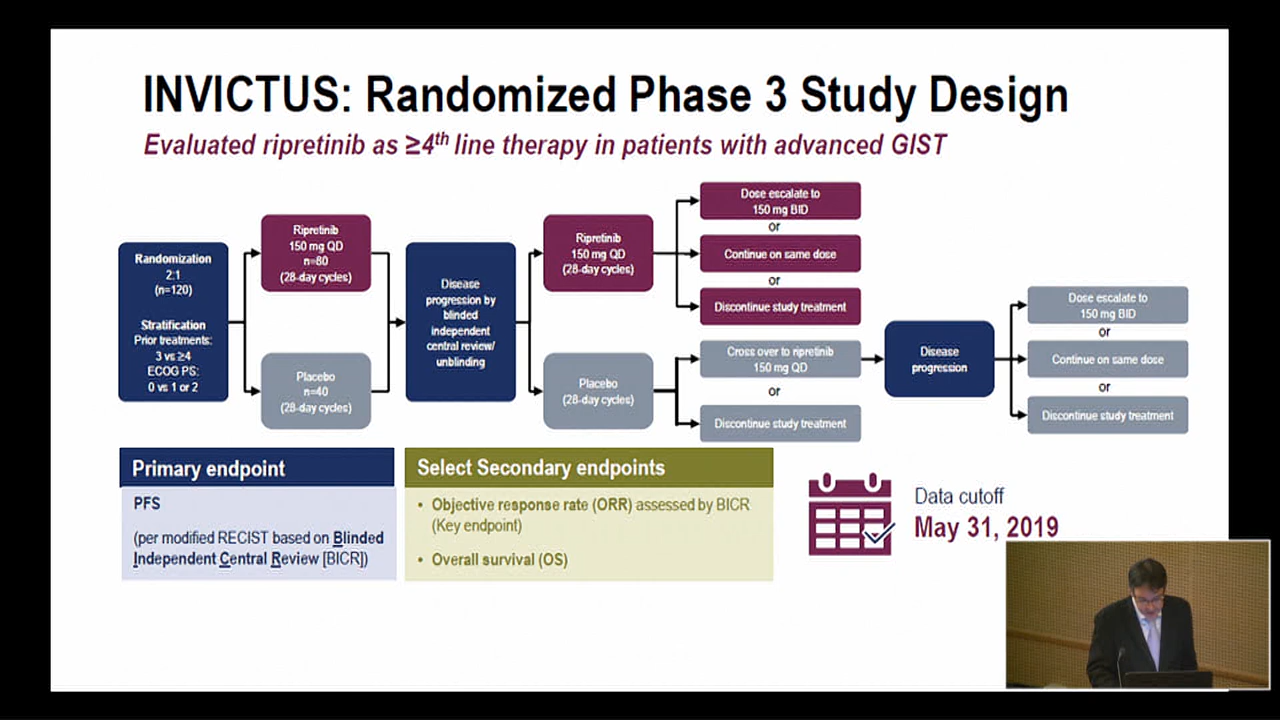 INVICTUS: Randomized Phase 3 Study Design
Evaluated ripretinib as ≥4th line therapy in patients with advanced GIST
Randomization
2:1
(n=120)
Stratification
Prior treatments:
3 vs ≥4
ECOG PS:
0 vs 1 or 2
Ripretinib
150 mg QD
n=80
(28-day cycles)
Placebo
n=40
(28-day cycles)
Disease
progression by
blinded
independent
central review/
unblinding
Ripretinib
150 mg QD
(28-day cycles)
Placebo
(28-day cycles)
Dose escalate to
150 mg BID
or
Continue on same dose
or
Discontinue study treatment
Cross over to ripretinib
150 mg QD
or
Discontinue study treatment
Disease
progression
Dose escalate to
150 mg BID
or
Continue on same dose
or
Discontinue study treatment
Primary endpoint
PFS
(per modified RECIST based on Blinded
Independent Central Review [BICR])
Select Secondary endpoints
• Objective response rate (ORR) assessed by BICR
(Key endpoint)
• Overall survival (OS)
Data cutoff
May 31, 2019